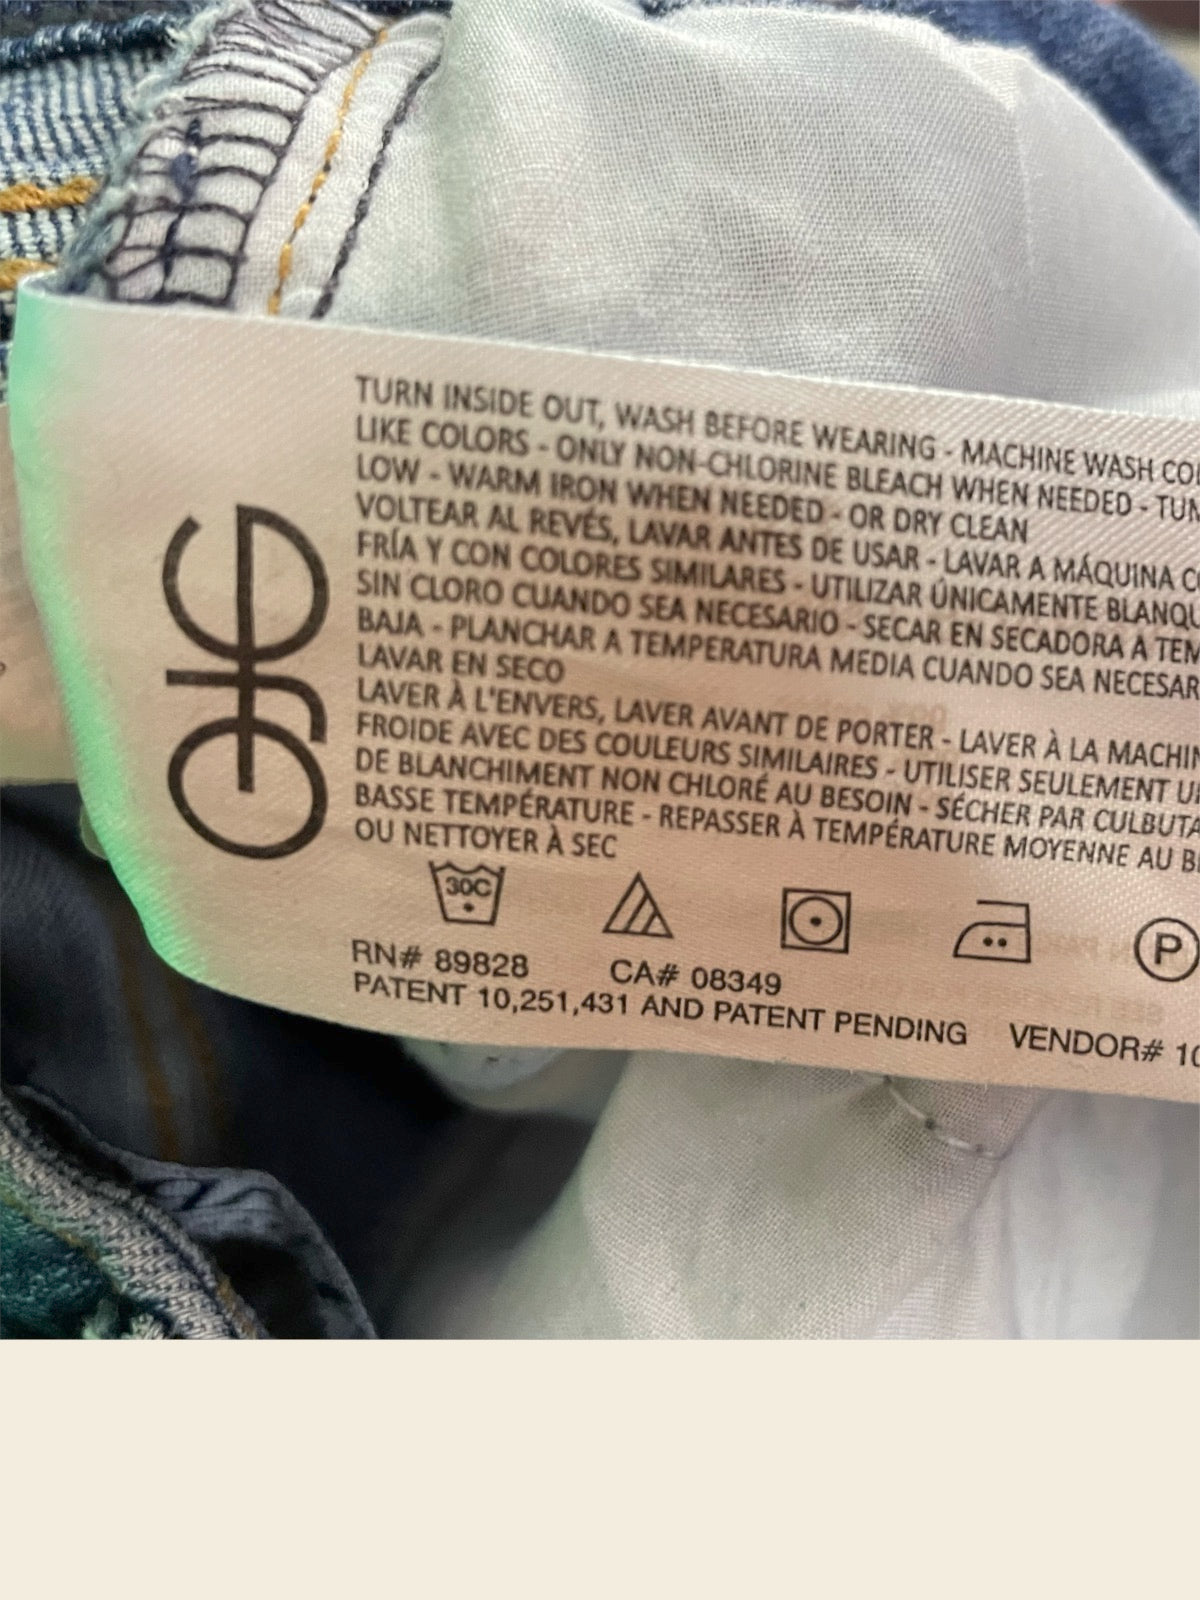 TURN INSIDE OUT, WASH BEFORE WEARING - MACHINE WASH
LIKE COLORS - ONLY NON-CHLORINE BLEACH WHEN NEEDED -
LOW - WARM IRON WHEN NEEDED - OR DRY CLEAN
VOLTEAR AL REVÉS, LAVAR ANTES DE USAR - LAVAR A MÁQUINA
FRÍA Y CON COLORES SIMILARES - UTILIZAR ÚNICAMENTE
SIN CLORO CUANDO SEA NECESARIO - SECAR EN SECADORA A
BAJA - PLANCHAR A TEMPERATURA MEDIA CUANDO SEA
LAVAR EN SECO
LAVER À L'ENVERS, LAVER AVANT DE PORTER - LAVER À LA
FROIDE AVEC DES COULEURS SIMILAIRES - UTILISER SEULEMENT
DE BLANCHIMENT NON CHLORÉ AU BESOIN - SÉCHER PAR
BASSE TEMPÉRATURE - REPASSER À TEMPÉRATURE MOYENNE AU
OU NETTOYER À SEC
30C P
RN# 89828 CA# 08349
PATENT 10,251,431 AND PATENT PENDING VENDOR#